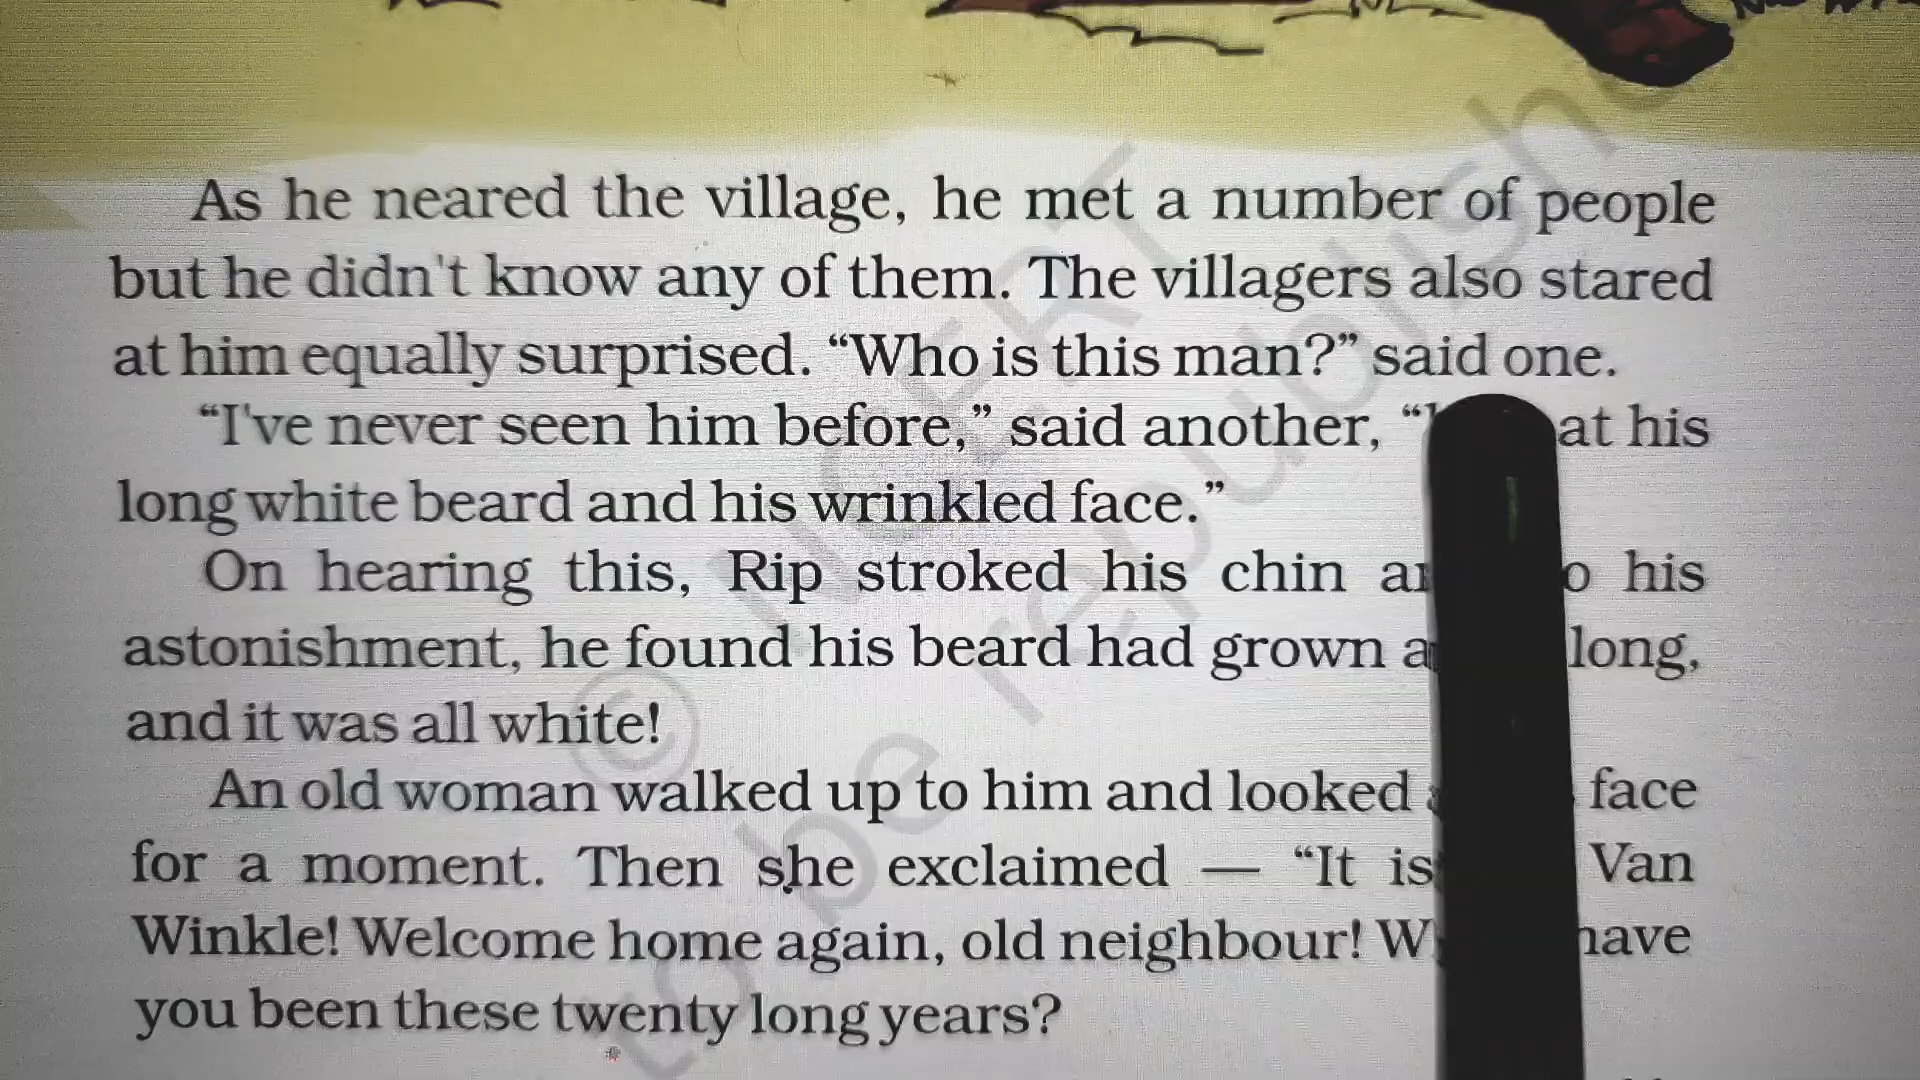 As he neared the village, he met a number of people
but he didn't know any of them. The villagers also stared
at him equally surprised. “Who is this man?” said one.
“I've never seen him before,” said another, “ at his
long white beard and his wrinkled face.”
On hearing this, Rip stroked his chin his
astonishment, he found his beard had grown long,
and it was all white!
An old woman walked up to him and looked face
for a moment. Then she exclaimed — “It is Van
Winkle! Welcome home again, old neighbour! have
you been these twenty long years?
© NCERT
to be republished